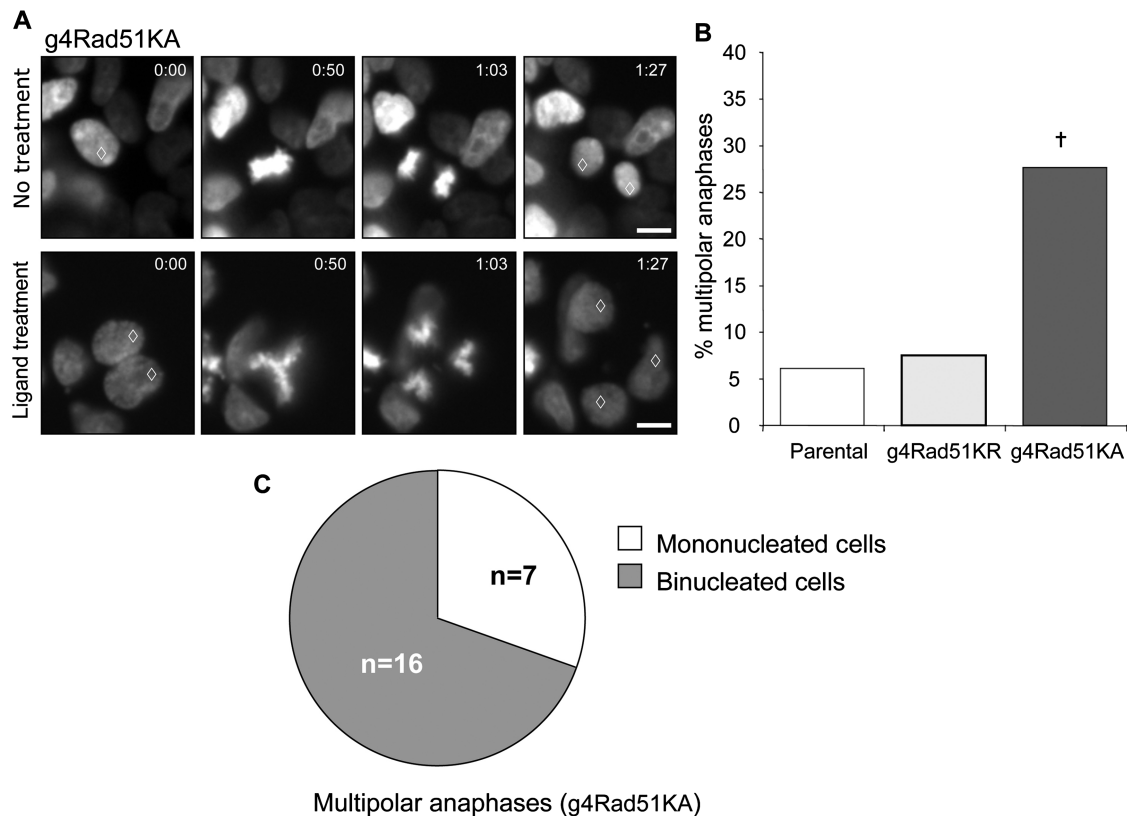 A
g4Rad51KA
No treatment
0:00
0:50
1:03
1:27
Ligand treatment
0:00
0:50
1:03
1:27
B
% multipolar anaphases
40
35
30
25
20
15
10
5
0
†
Parental
g4Rad51KR
g4Rad51KA
C
n=7
n=16
Mononucleated cells
Binucleated cells
Multipolar anaphases (g4Rad51KA)